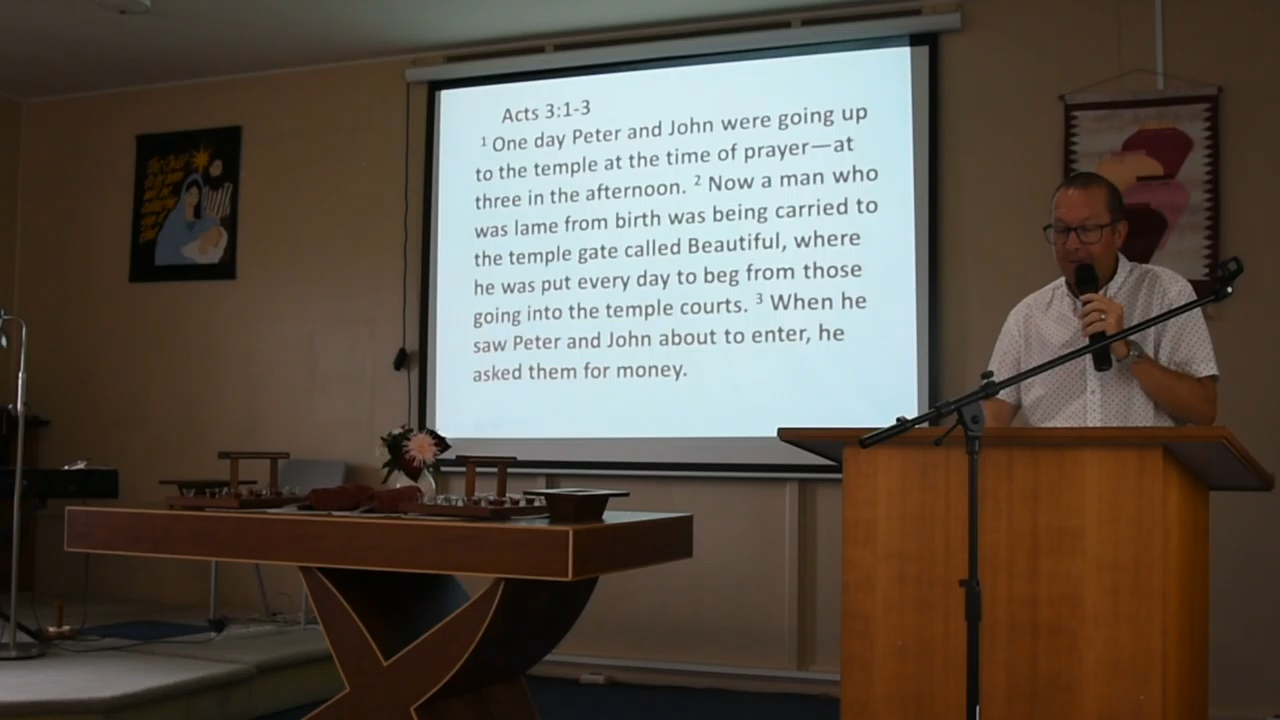 Acts 3:1-3
1 One day Peter and John were going up
to the temple at the time of prayer—at
three in the afternoon. 2 Now a man who
was lame from birth was being carried to
the temple gate called Beautiful, where
he was put every day to beg from those
going into the temple courts. 3 When he
saw Peter and John about to enter, he
asked them for money.